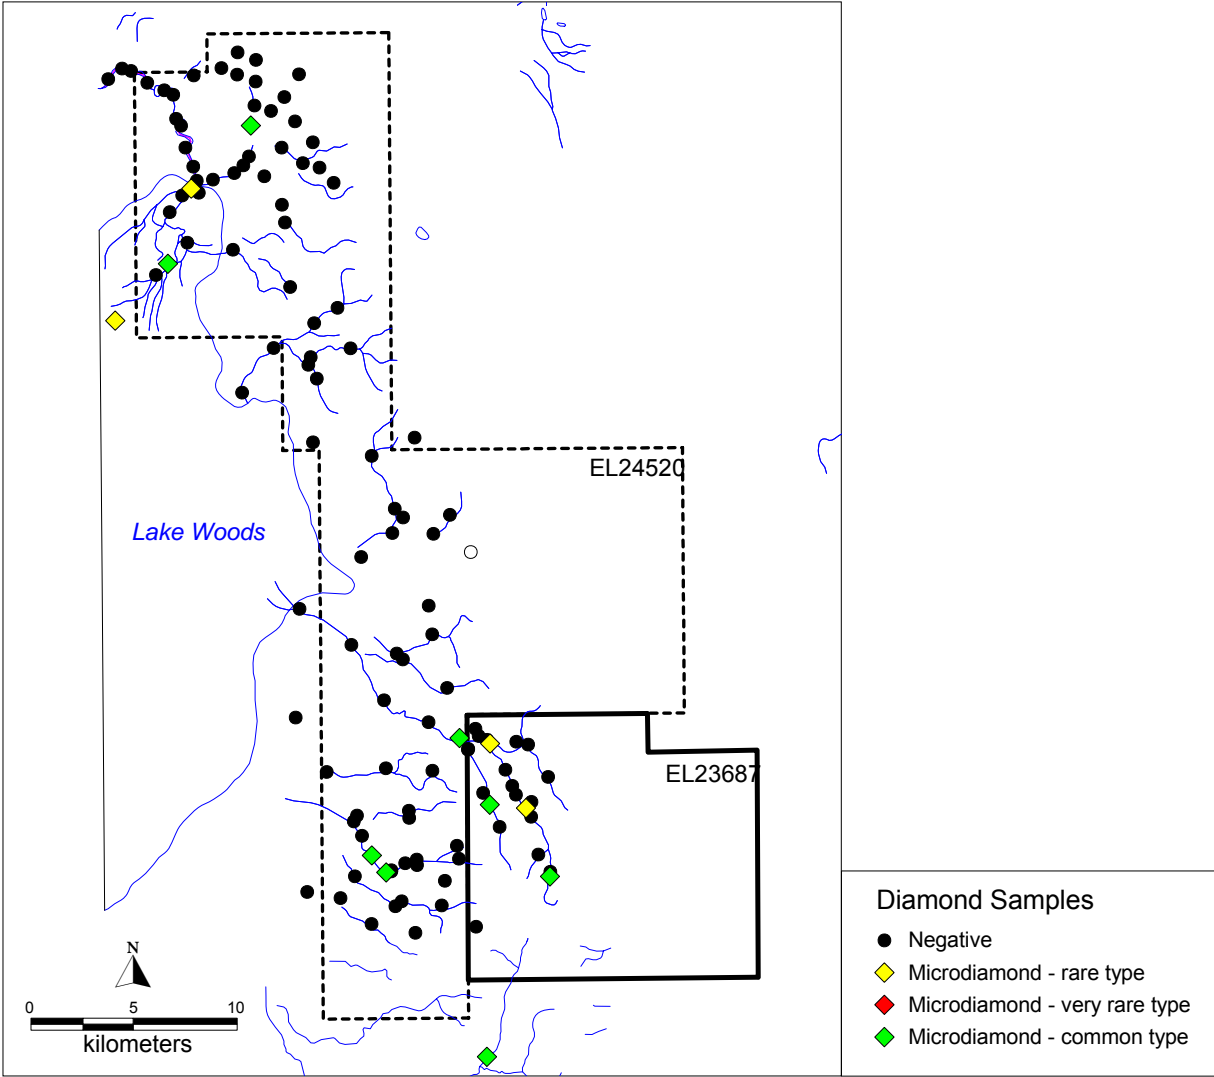 EL24520
Lake Woods
EL23687
N
0 5 10
kilometers
Diamond Samples
Negative
Microdiamond - rare type
Microdiamond - very rare type
Microdiamond - common type